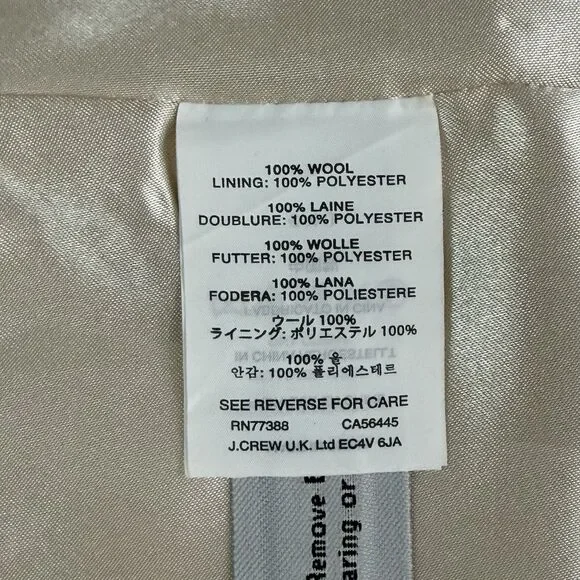 100% WOOL
LINING: 100% POLYESTER
100% LAINE
DOUBLURE: 100% POLYESTER
100% WOLLE
FUTTER: 100% POLYESTER
100% LANA
FODERA: 100% POLIESTERE
ウール 100%
ライニング: ポリエステル 100%
100% 울
안감: 100% 폴리에스테르
SEE REVERSE FOR CARE
RN77388 CA56445
J.CREW U.K. Ltd EC4V 6JA
Remove
aring or